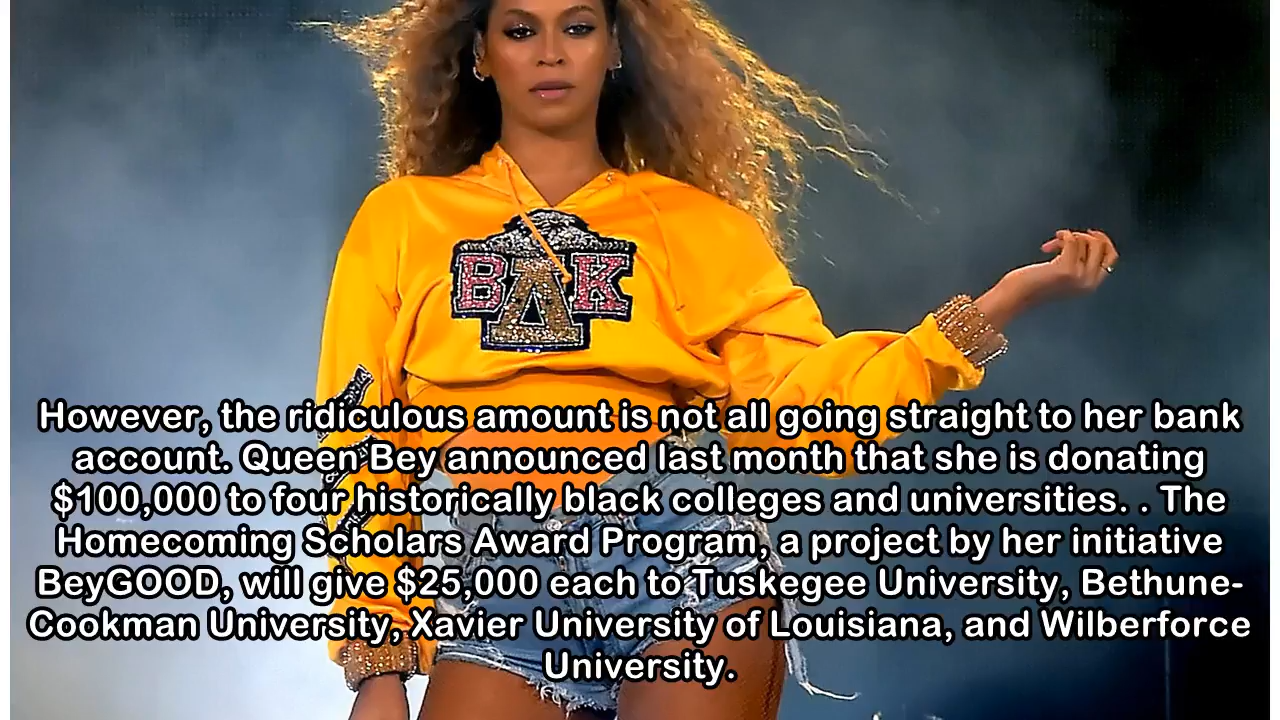 BΔK
However, the ridiculous amount is not all going straight to her bank
account. Queen Bey announced last month that she is donating
$100,000 to four historically black colleges and universities. . The
Homecoming Scholars Award Program, a project by her initiative
BeyGOOD, will give $25,000 each to Tuskegee University, Bethune-
Cookman University, Xavier University of Louisiana, and Wilberforce
University.